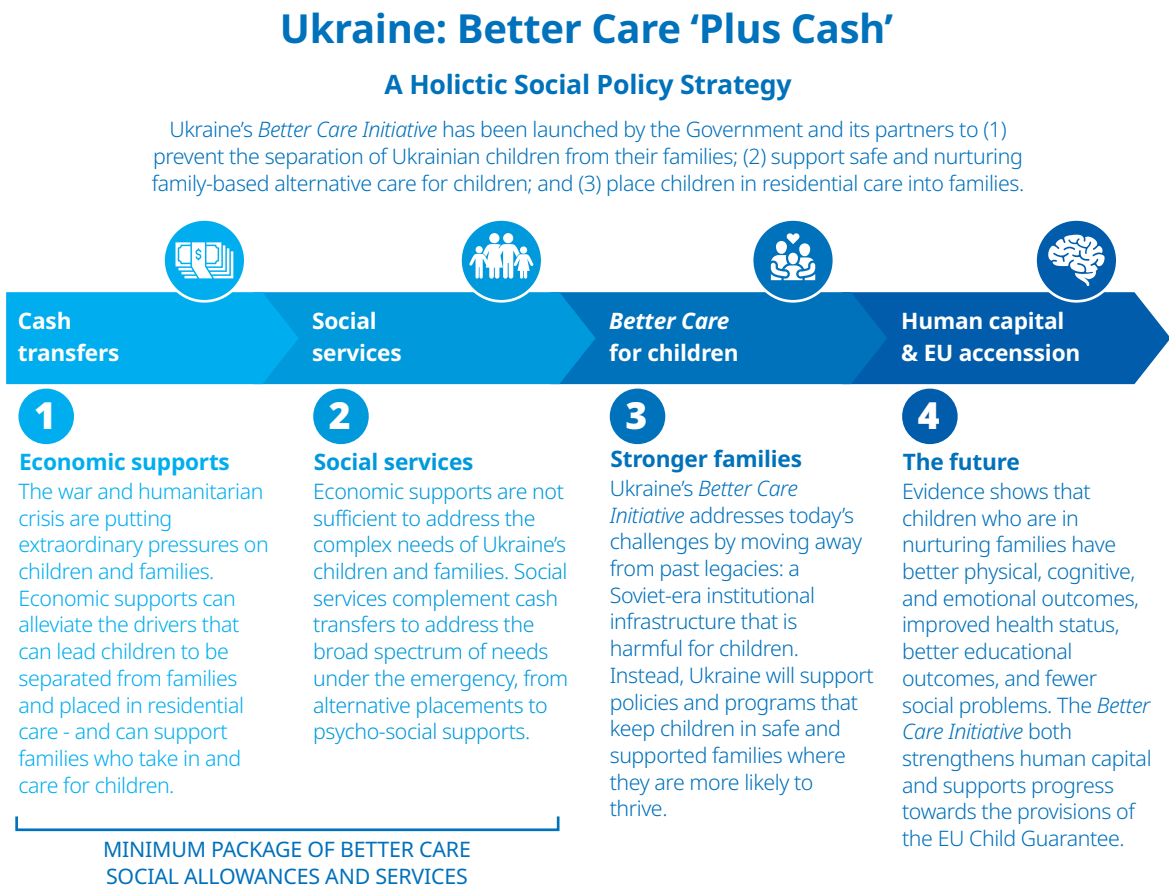 Ukraine: Better Care ‘Plus Cash’
A Holictic Social Policy Strategy
Ukraine’s Better Care Initiative has been launched by the Government and its partners to (1)
prevent the separation of Ukrainian children from their families; (2) support safe and nurturing
family-based alternative care for children; and (3) place children in residential care into families.
$
Cash
transfers
Social
services
Better Care
for children
Human capital
& EU accenssion
1
Economic supports
The war and humanitarian
crisis are putting
extraordinary pressures on
children and families.
Economic supports can
alleviate the drivers that
can lead children to be
separated from families
and placed in residential
care - and can support
families who take in and
care for children.
2
Social services
Economic supports are not
sufficient to address the
complex needs of Ukraine’s
children and families. Social
services complement cash
transfers to address the
broad spectrum of needs
under the emergency, from
alternative placements to
psycho-social supports.
3
Stronger families
Ukraine’s Better Care
Initiative addresses today’s
challenges by moving away
from past legacies: a
Soviet-era institutional
infrastructure that is
harmful for children.
Instead, Ukraine will support
policies and programs that
keep children in safe and
supported families where
they are more likely to
thrive.
4
The future
Evidence shows that
children who are in
nurturing families have
better physical, cognitive,
and emotional outcomes,
improved health status,
better educational
outcomes, and fewer
social problems. The Better
Care Initiative both
strengthens human capital
and supports progress
towards the provisions of
the EU Child Guarantee.
MINIMUM PACKAGE OF BETTER CARE
SOCIAL ALLOWANCES AND SERVICES